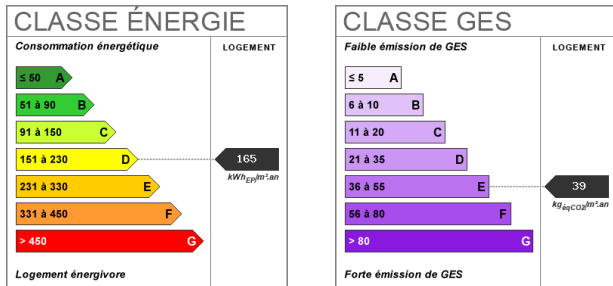 CLASSE ÉNERGIE
Consommation énergétique
LOGEMENT
≤ 50 A
51 à 90 B
91 à 150 C
151 à 230 D
165
kWhEP/m².an
231 à 330 E
331 à 450 F
> 450 G
Logement énergivore
CLASSE GES
Faible émission de GES
LOGEMENT
≤ 5 A
6 à 10 B
11 à 20 C
21 à 35 D
36 à 55 E
39
kgéqCO2/m².an
56 à 80 F
> 80 G
Forte émission de GES